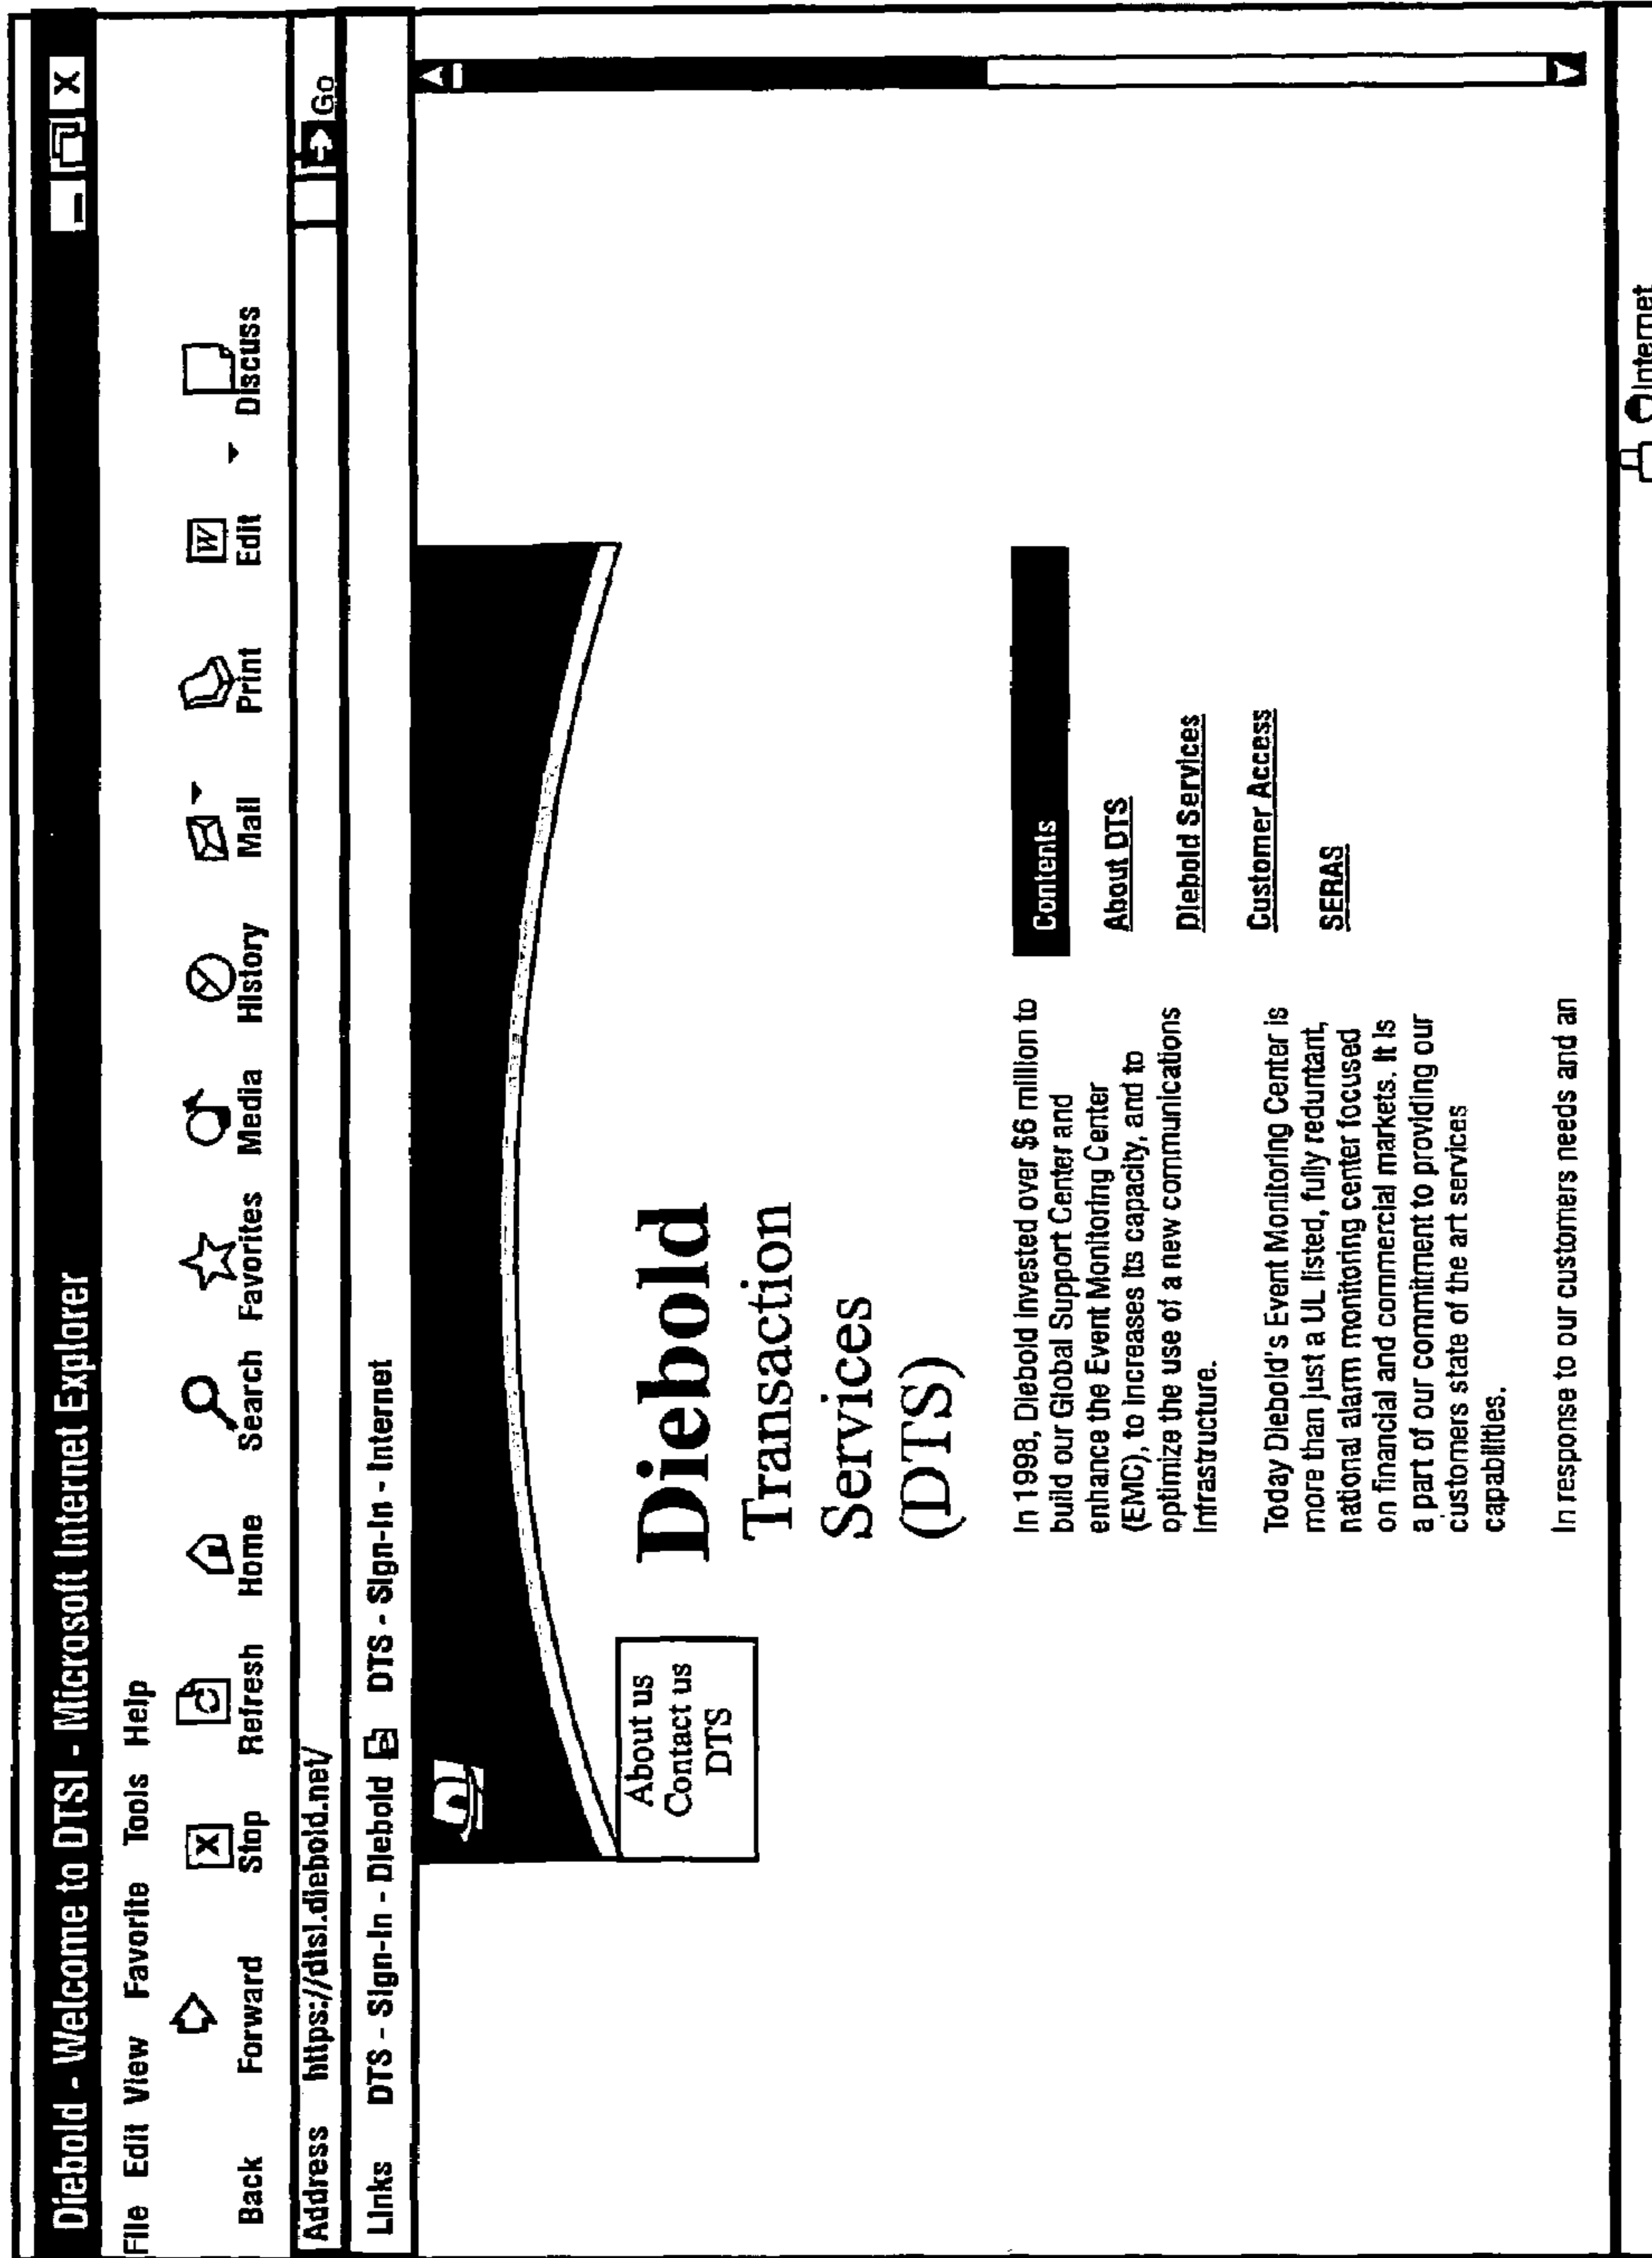 Diebold - Welcome to DTSI - Microsoft Internet Explorer
File Edit View Favorite Tools Help
Back Forward Stop Refresh Home Search Favorites Media History Mail Print Edit Discuss
Address https://dtsl.diebold.net/ Go
Links DTS - Sign-In - Diebold DTS - Sign-In - Internet
About us
Contact us
DTS
Diebold
Transaction
Services
(DTS)
In 1998, Diebold invested over $6 million to
build our Global Support Center and
enhance the Event Monitoring Center
(EMC), to increases its capacity, and to
optimize the use of a new communications
infrastructure.
Today Diebold's Event Monitoring Center is
more than just a UL listed, fully reduntant,
national alarm monitoring center focused
on financial and commercial markets. It is
a part of our commitment to providing our
customers state of the art services
capabilities.
In response to our customers needs and an
Contents
About DTS
Diebold Services
Customer Access
SERAS
Internet